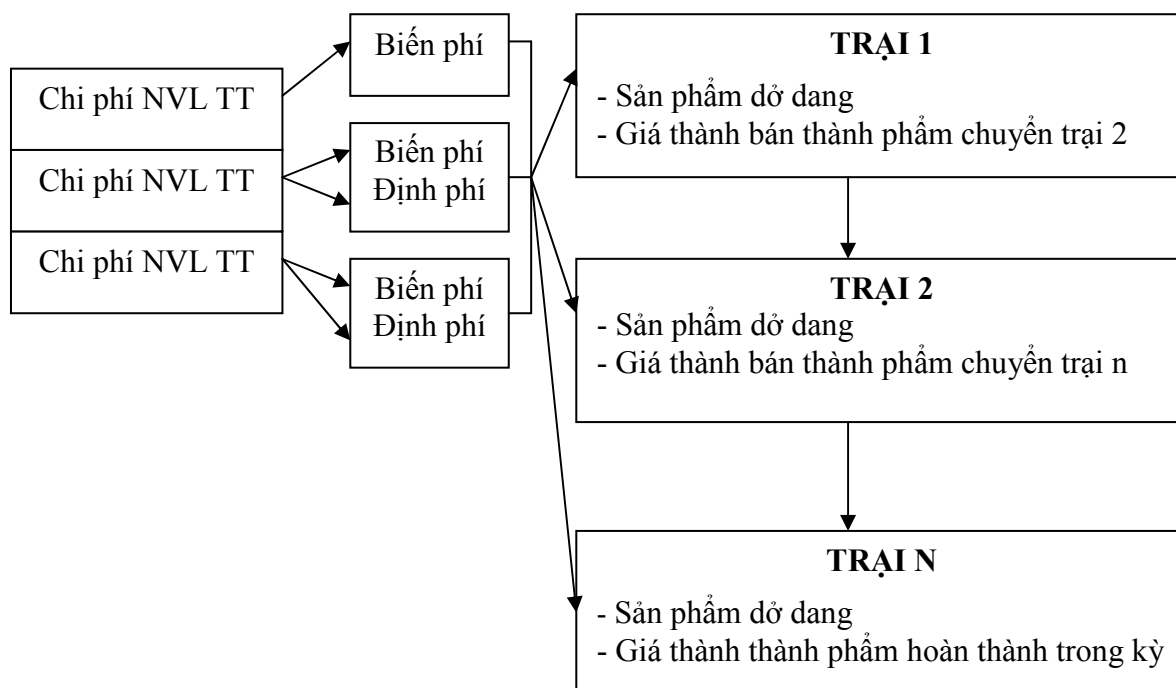 Chi phí NVL TT
Chi phí NVL TT
Chi phí NVL TT
Biến phí
Biến phí
Định phí
Biến phí
Định phí
TRẠI 1
- Sản phẩm dở dang
- Giá thành bán thành phẩm chuyển trại 2
TRẠI 2
- Sản phẩm dở dang
- Giá thành bán thành phẩm chuyển trại n
TRẠI N
- Sản phẩm dở dang
- Giá thành thành phẩm hoàn thành trong kỳ